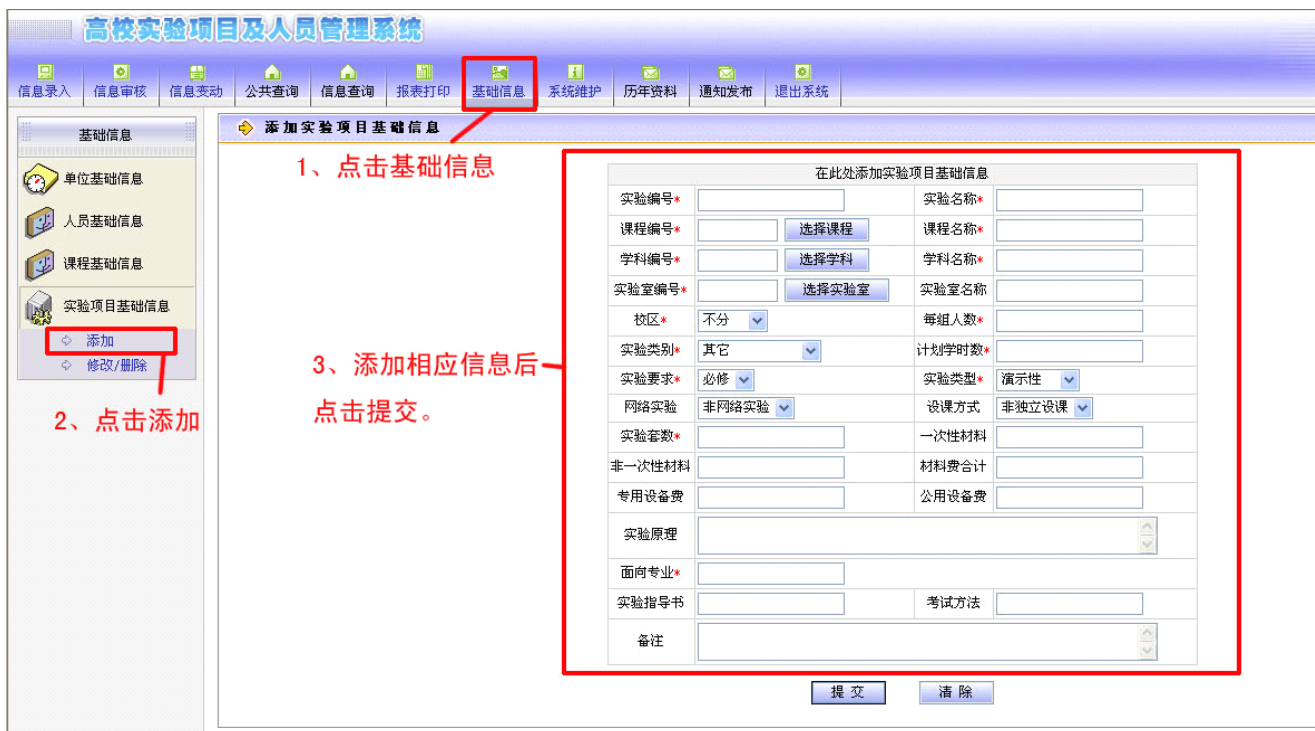 高校实验项目及人员管理系统
信息录入 信息审核 信息变动 公共查询 信息查询 报表打印 基础信息 系统维护 历年资料 通知发布 退出系统
基础信息
单位基础信息
人员基础信息
课程基础信息
实验项目基础信息
添加
修改/删除
2、点击添加
添加实验项目基础信息
1、点击基础信息
3、添加相应信息后
点击提交。
在此处添加实验项目基础信息
实验编号* 实验名称*
课程编号* 选择课程 课程名称*
学科编号* 选择学科 学科名称*
实验室编号* 选择实验室 实验室名称
校区* 不分 每组人数*
实验类别* 其它 计划学时数*
实验要求* 必修 实验类型* 演示性
网络实验 非网络实验 设课方式 非独立设课
实验套数* 一次性材料
非一次性材料 材料费合计
专用设备费 公用设备费
实验原理
面向专业*
实验指导书 考试方法
备注
提 交 清 除